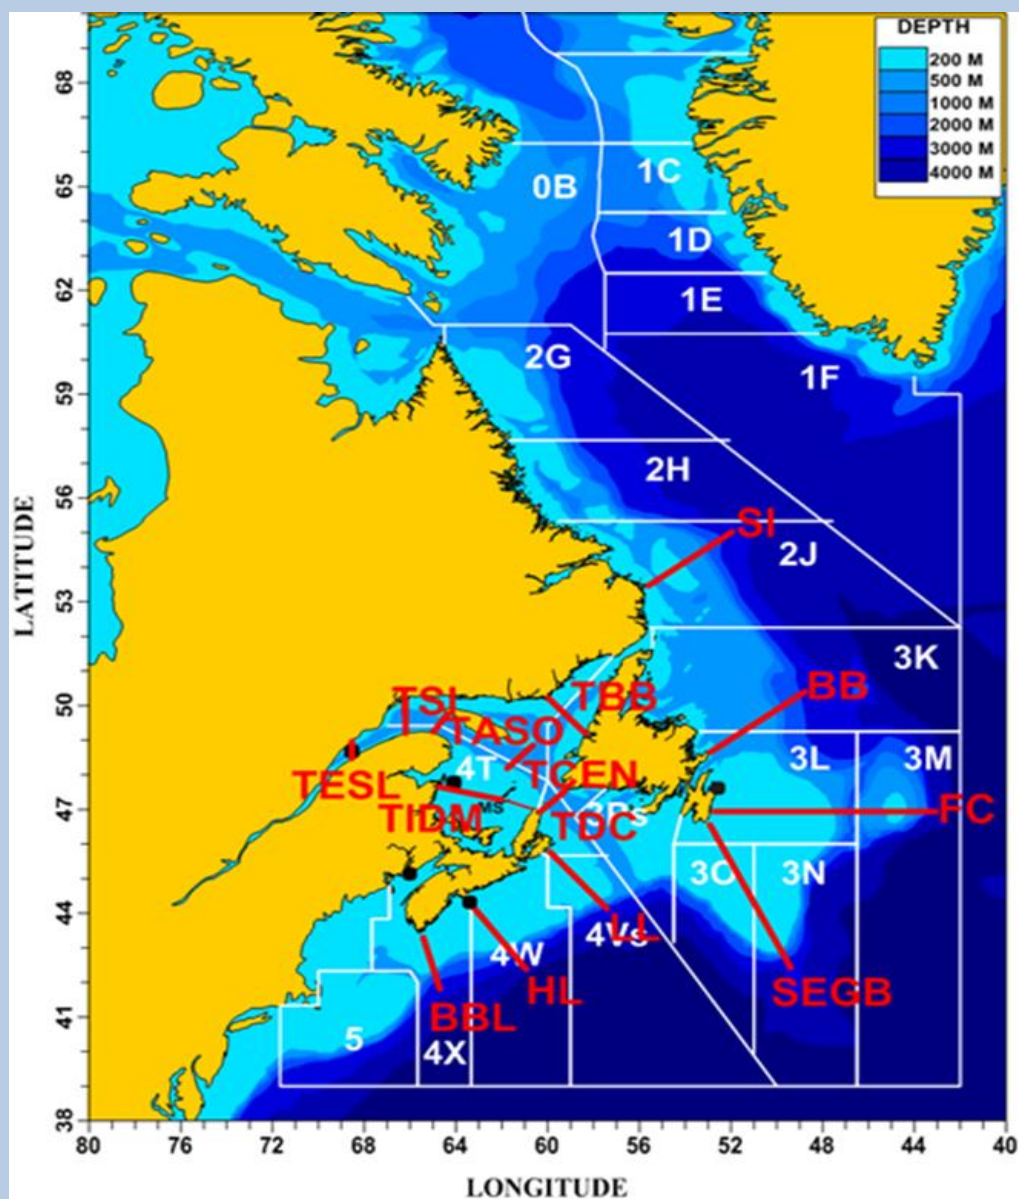 DEPTH
200 M
500 M
1000 M
2000 M
3000 M
4000 M
68
65
62
59
56
53
50
47
44
41
38
LATITUDE
0B
1C
1D
1E
1F
2G
2H
SI
2J
3K
BB
TSI
TBB
TASO
4T
TCEN
3L
3M
TESL
MS
TIDM
TDC
3Ps
FC
3O
3N
LL
4Vs
4W
HL
SEGB
BBL
5
4X
80
76
72
68
64
60
56
52
48
44
40
LONGITUDE